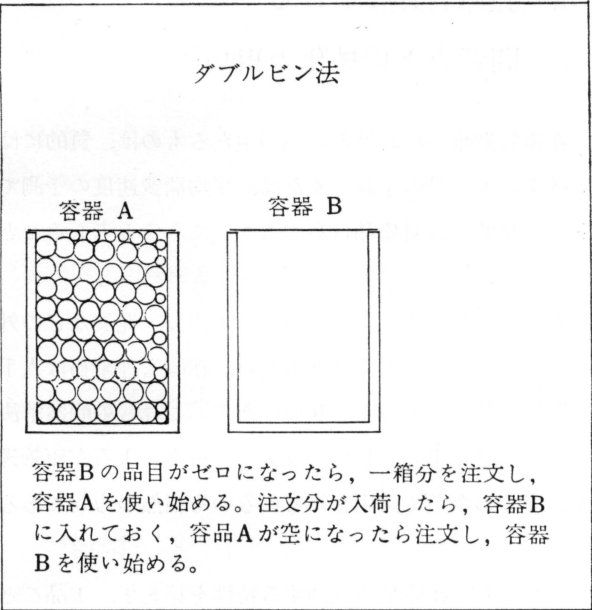 ダブルビン法
容器 A
容器 B
容器Bの品目がゼロになったら，一箱分を注文し，
容器Aを使い始める。注文分が入荷したら，容器B
に入れておく，容品Aが空になったら注文し，容器
Bを使い始める。